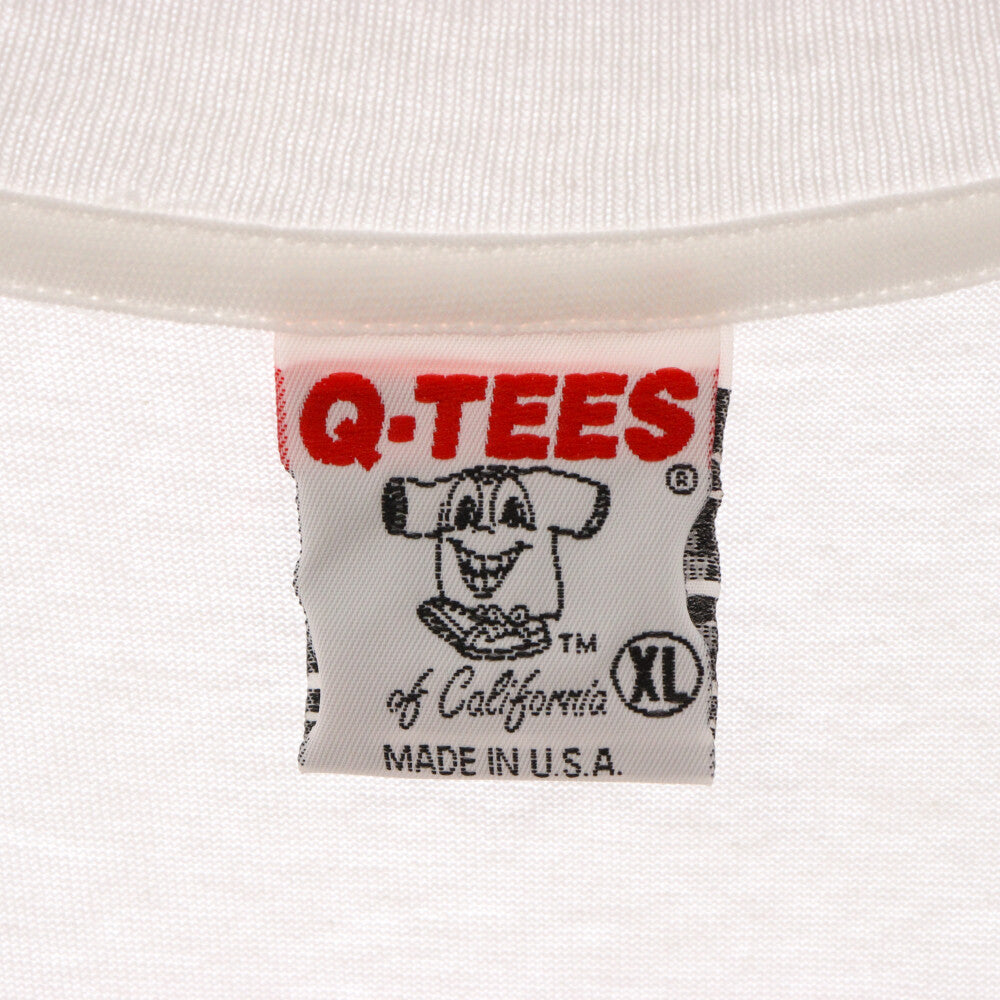 Q-TEES
®
TM
of California XL
MADE IN U.S.A.